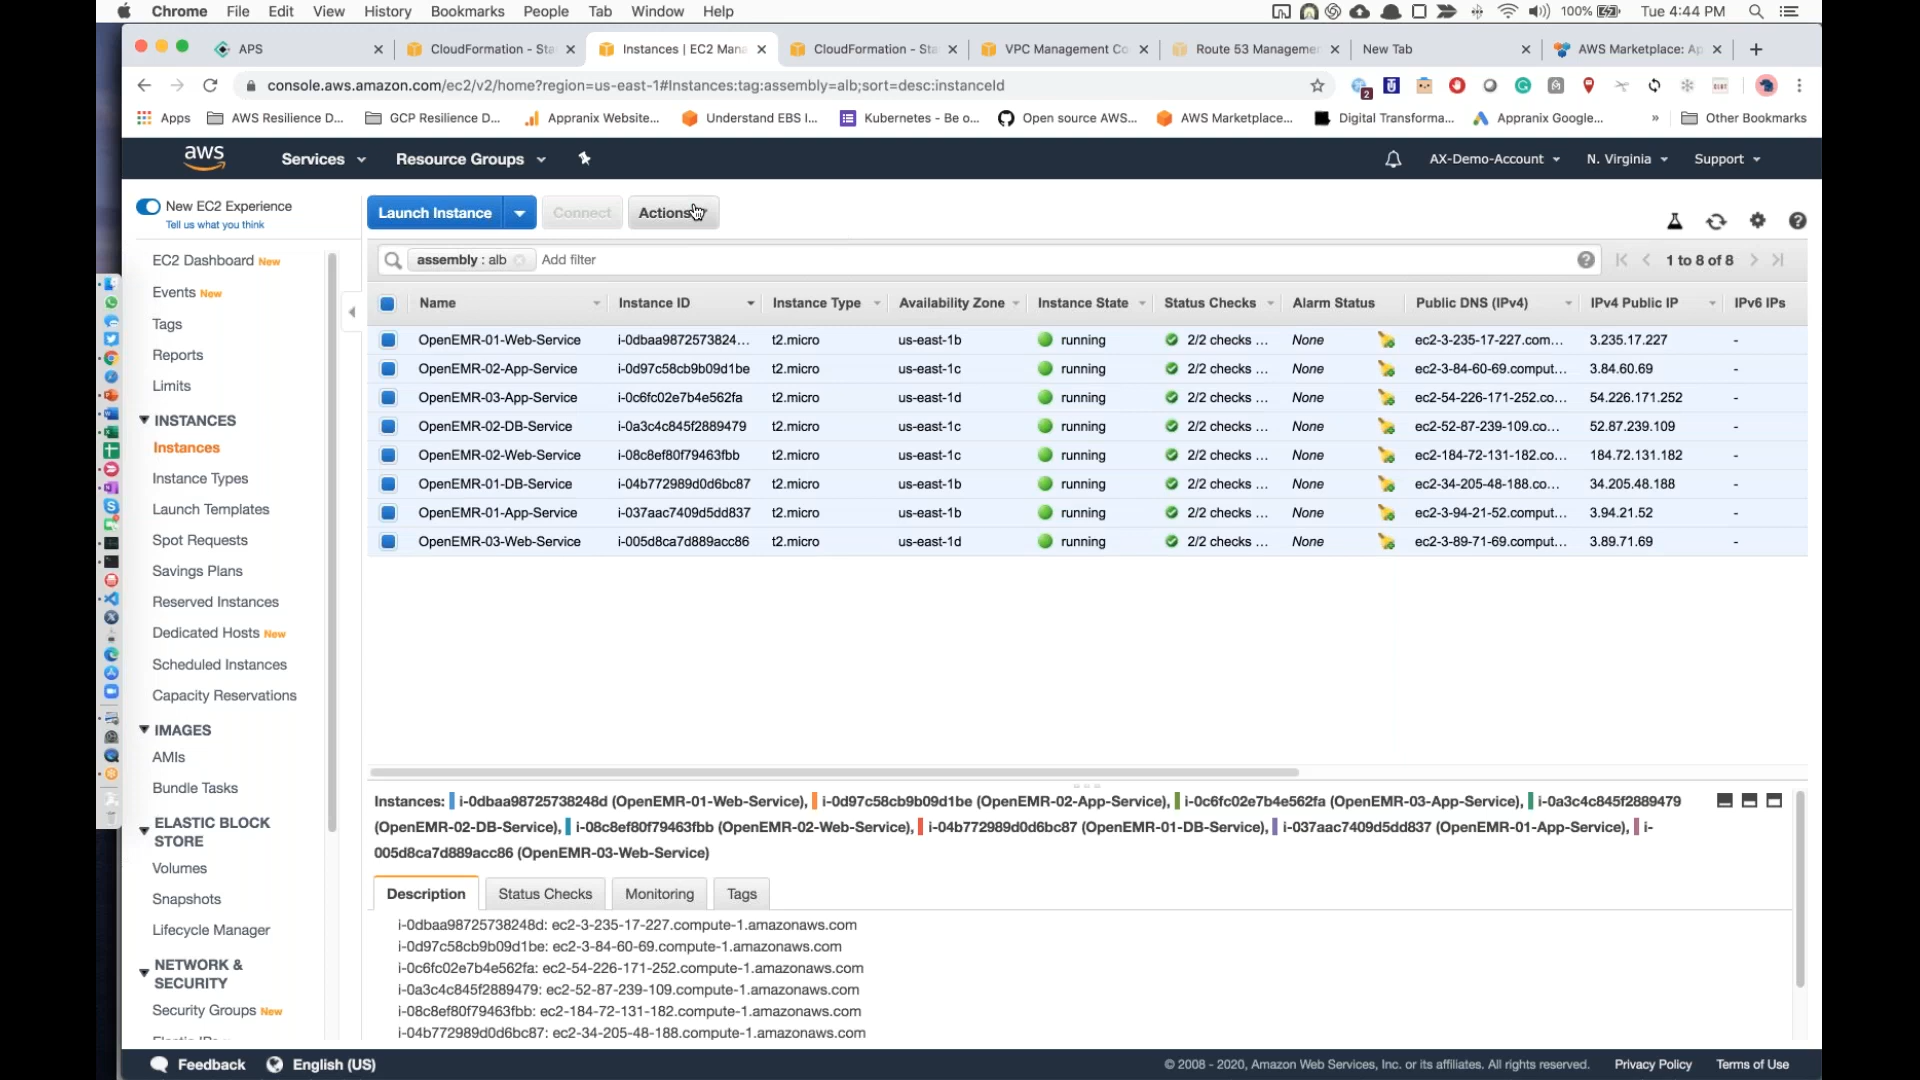 Chrome File Edit View History Bookmarks People Tab Window Help 100% Tue 4:44 PM
APS CloudFormation - Sta Instances | EC2 Mana CloudFormation - Sta VPC Management Co Route 53 Manageme New Tab AWS Marketplace: Ap
console.aws.amazon.com/ec2/v2/home?region=us-east-1#Instances:tag:assembly=alb;sort=desc:instanceId 2
Apps AWS Resilience D... GCP Resilience D... Appranix Website... Understand EBS I... Kubernetes - Be o... Open source AWS... AWS Marketplace... Digital Transforma... Appranix Google... » Other Bookmarks
aws Services Resource Groups AX-Demo-Account N. Virginia Support
New EC2 Experience
Tell us what you think
Launch Instance Connect Actions
EC2 Dashboard New
Events New
Tags
Reports
Limits
INSTANCES
Instances
Instance Types
Launch Templates
Spot Requests
Savings Plans
Reserved Instances
Dedicated Hosts New
Scheduled Instances
Capacity Reservations
IMAGES
AMIs
Bundle Tasks
ELASTIC BLOCK
STORE
Volumes
Snapshots
Lifecycle Manager
NETWORK &
SECURITY
Security Groups New
assembly : alb Add filter 1 to 8 of 8
Name Instance ID Instance Type Availability Zone Instance State Status Checks Alarm Status Public DNS (IPv4) IPv4 Public IP IPv6 IPs
OpenEMR-01-Web-Service i-0dbaa9872573824... t2.micro us-east-1b running 2/2 checks ... None ec2-3-235-17-227.com... 3.235.17.227 -
OpenEMR-02-App-Service i-0d97c58cb9b09d1be t2.micro us-east-1c running 2/2 checks ... None ec2-3-84-60-69.comput... 3.84.60.69 -
OpenEMR-03-App-Service i-0c6fc02e7b4e562fa t2.micro us-east-1d running 2/2 checks ... None ec2-54-226-171-252.co... 54.226.171.252 -
OpenEMR-02-DB-Service i-0a3c4c845f2889479 t2.micro us-east-1c running 2/2 checks ... None ec2-52-87-239-109.co... 52.87.239.109 -
OpenEMR-02-Web-Service i-08c8ef80f79463fbb t2.micro us-east-1c running 2/2 checks ... None ec2-184-72-131-182.co... 184.72.131.182 -
OpenEMR-01-DB-Service i-04b772989d0d6bc87 t2.micro us-east-1b running 2/2 checks ... None ec2-34-205-48-188.co... 34.205.48.188 -
OpenEMR-01-App-Service i-037aac7409d5dd837 t2.micro us-east-1b running 2/2 checks ... None ec2-3-94-21-52.comput... 3.94.21.52 -
OpenEMR-03-Web-Service i-005d8ca7d889acc86 t2.micro us-east-1d running 2/2 checks ... None ec2-3-89-71-69.comput... 3.89.71.69 -
Instances: i-0dbaa98725738248d (OpenEMR-01-Web-Service), i-0d97c58cb9b09d1be (OpenEMR-02-App-Service), i-0c6fc02e7b4e562fa (OpenEMR-03-App-Service), i-0a3c4c845f2889479
(OpenEMR-02-DB-Service), i-08c8ef80f79463fbb (OpenEMR-02-Web-Service), i-04b772989d0d6bc87 (OpenEMR-01-DB-Service), i-037aac7409d5dd837 (OpenEMR-01-App-Service), i-
005d8ca7d889acc86 (OpenEMR-03-Web-Service)
Description Status Checks Monitoring Tags
i-0dbaa98725738248d: ec2-3-235-17-227.compute-1.amazonaws.com
i-0d97c58cb9b09d1be: ec2-3-84-60-69.compute-1.amazonaws.com
i-0c6fc02e7b4e562fa: ec2-54-226-171-252.compute-1.amazonaws.com
i-0a3c4c845f2889479: ec2-52-87-239-109.compute-1.amazonaws.com
i-08c8ef80f79463fbb: ec2-184-72-131-182.compute-1.amazonaws.com
i-04b772989d0d6bc87: ec2-34-205-48-188.compute-1.amazonaws.com
Feedback English (US) © 2008 - 2020, Amazon Web Services, Inc. or its affiliates. All rights reserved. Privacy Policy Terms of Use